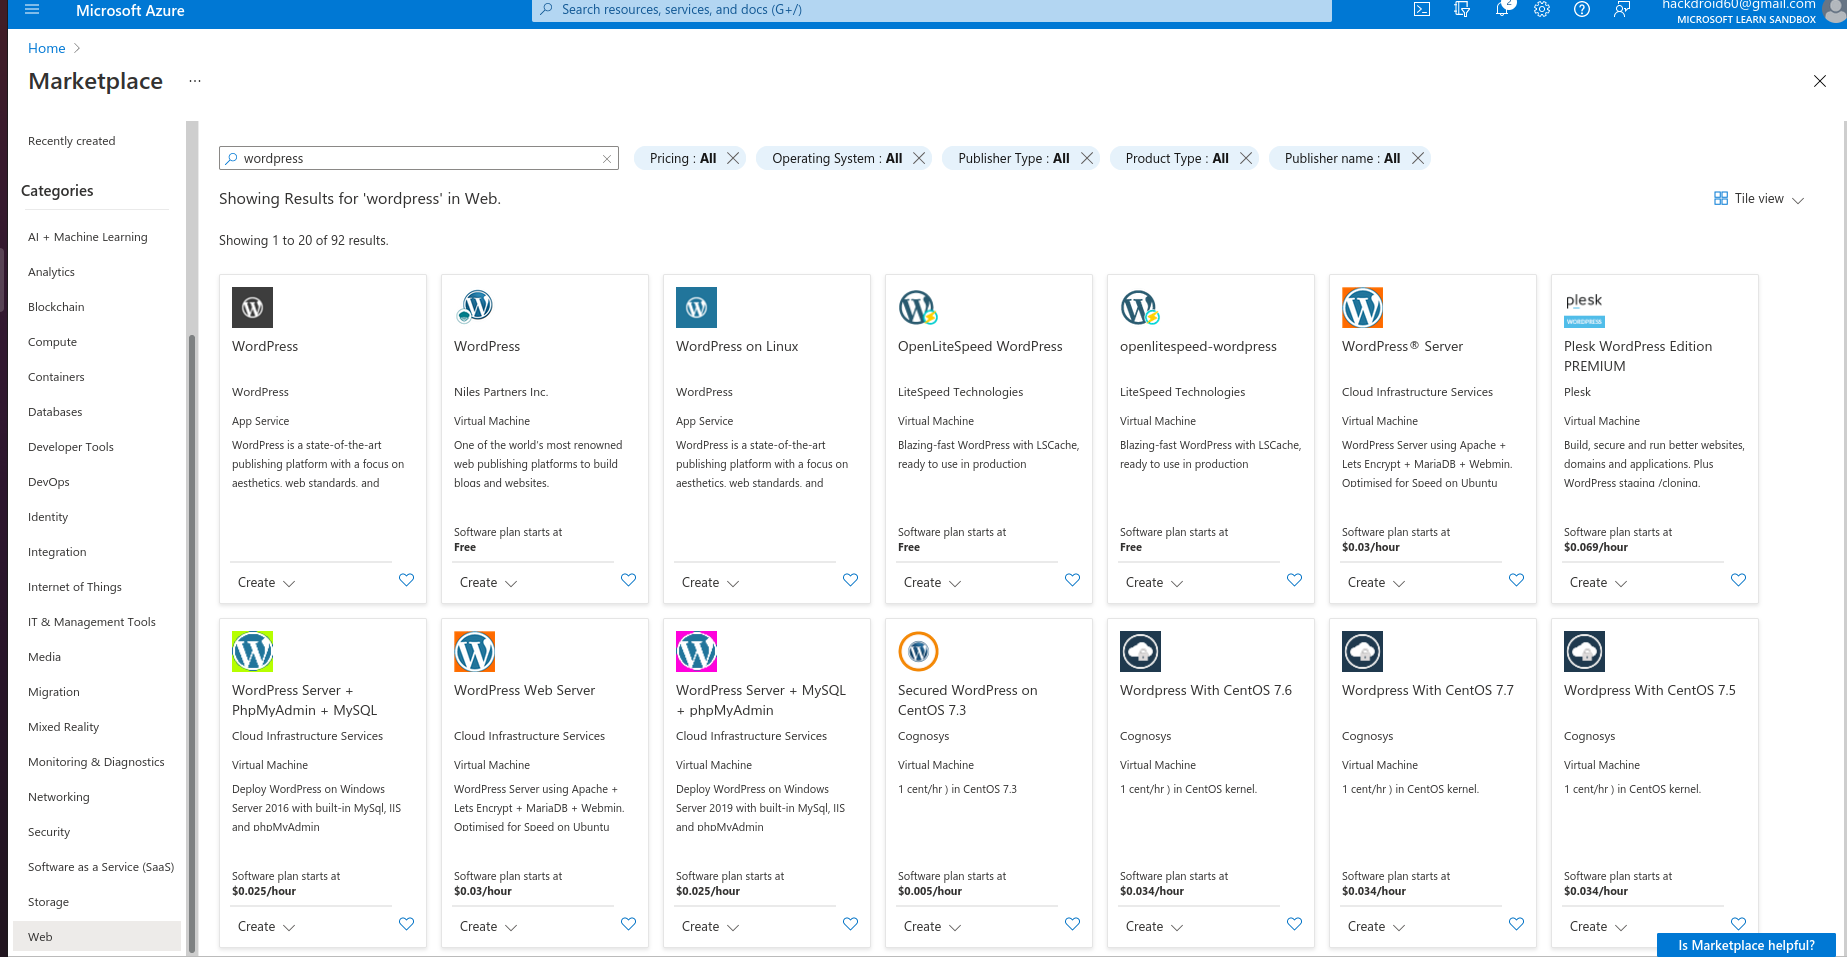 Microsoft Azure
Search resources, services, and docs (G+/)
2
hackdroid60@gmail.com
MICROSOFT LEARN SANDBOX
Home
Marketplace
...
Recently created
Categories
AI + Machine Learning
Analytics
Blockchain
Compute
Containers
Databases
Developer Tools
DevOps
Identity
Integration
Internet of Things
IT & Management Tools
Media
Migration
Mixed Reality
Monitoring & Diagnostics
Networking
Security
Software as a Service (SaaS)
Storage
Web
wordpress
Pricing : All
Operating System : All
Publisher Type : All
Product Type : All
Publisher name : All
Showing Results for 'wordpress' in Web.
Tile view
Showing 1 to 20 of 92 results.
WordPress
WordPress
App Service
WordPress is a state-of-the-art
publishing platform with a focus on
aesthetics, web standards, and
Create
WordPress
Niles Partners Inc.
Virtual Machine
One of the world's most renowned
web publishing platforms to build
blogs and websites.
Software plan starts at
Free
Create
WordPress on Linux
WordPress
App Service
WordPress is a state-of-the-art
publishing platform with a focus on
aesthetics, web standards, and
Create
OpenLiteSpeed WordPress
LiteSpeed Technologies
Virtual Machine
Blazing-fast WordPress with LSCache,
ready to use in production
Software plan starts at
Free
Create
openlitespeed-wordpress
LiteSpeed Technologies
Virtual Machine
Blazing-fast WordPress with LSCache,
ready to use in production
Software plan starts at
Free
Create
WordPress® Server
Cloud Infrastructure Services
Virtual Machine
WordPress Server using Apache +
Lets Encrypt + MariaDB + Webmin.
Optimised for Speed on Ubuntu
Software plan starts at
$0.03/hour
Create
plesk
WORDPRESS
Plesk WordPress Edition
PREMIUM
Plesk
Virtual Machine
Build, secure and run better websites,
domains and applications. Plus
WordPress staging /cloning.
Software plan starts at
$0.069/hour
Create
WordPress Server +
PhpMyAdmin + MySQL
Cloud Infrastructure Services
Virtual Machine
Deploy WordPress on Windows
Server 2016 with built-in MySql, IIS
and phpMyAdmin
Software plan starts at
$0.025/hour
Create
WordPress Web Server
Cloud Infrastructure Services
Virtual Machine
WordPress Server using Apache +
Lets Encrypt + MariaDB + Webmin.
Optimised for Speed on Ubuntu
Software plan starts at
$0.03/hour
Create
WordPress Server + MySQL
+ phpMyAdmin
Cloud Infrastructure Services
Virtual Machine
Deploy WordPress on Windows
Server 2019 with built-in MySql, IIS
and phpMyAdmin
Software plan starts at
$0.025/hour
Create
Secured WordPress on
CentOS 7.3
Cognosys
Virtual Machine
1 cent/hr ) in CentOS 7.3
Software plan starts at
$0.005/hour
Create
Wordpress With CentOS 7.6
Cognosys
Virtual Machine
1 cent/hr ) in CentOS kernel.
Software plan starts at
$0.034/hour
Create
Wordpress With CentOS 7.7
Cognosys
Virtual Machine
1 cent/hr ) in CentOS kernel.
Software plan starts at
$0.034/hour
Create
Wordpress With CentOS 7.5
Cognosys
Virtual Machine
1 cent/hr ) in CentOS kernel.
Software plan starts at
$0.034/hour
Create
Is Marketplace helpful?